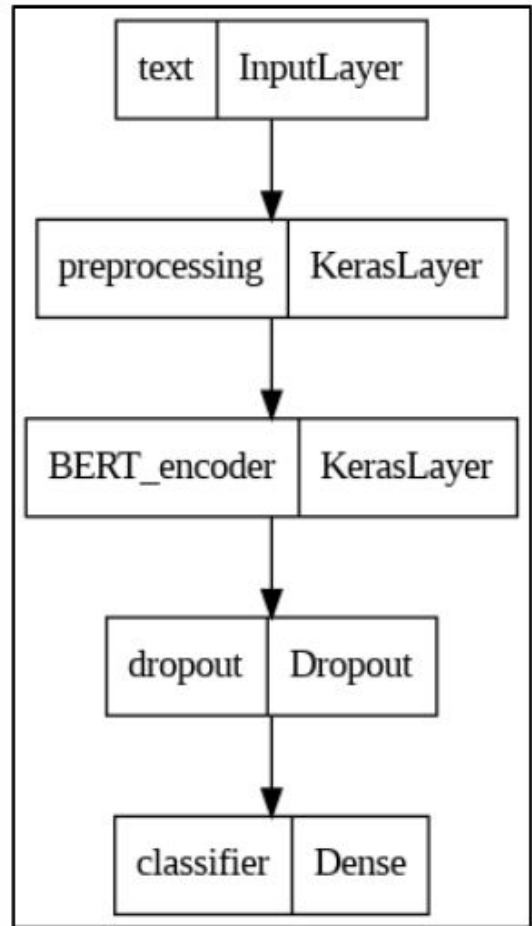 text InputLayer
preprocessing KerasLayer
BERT_encoder KerasLayer
dropout Dropout
classifier Dense